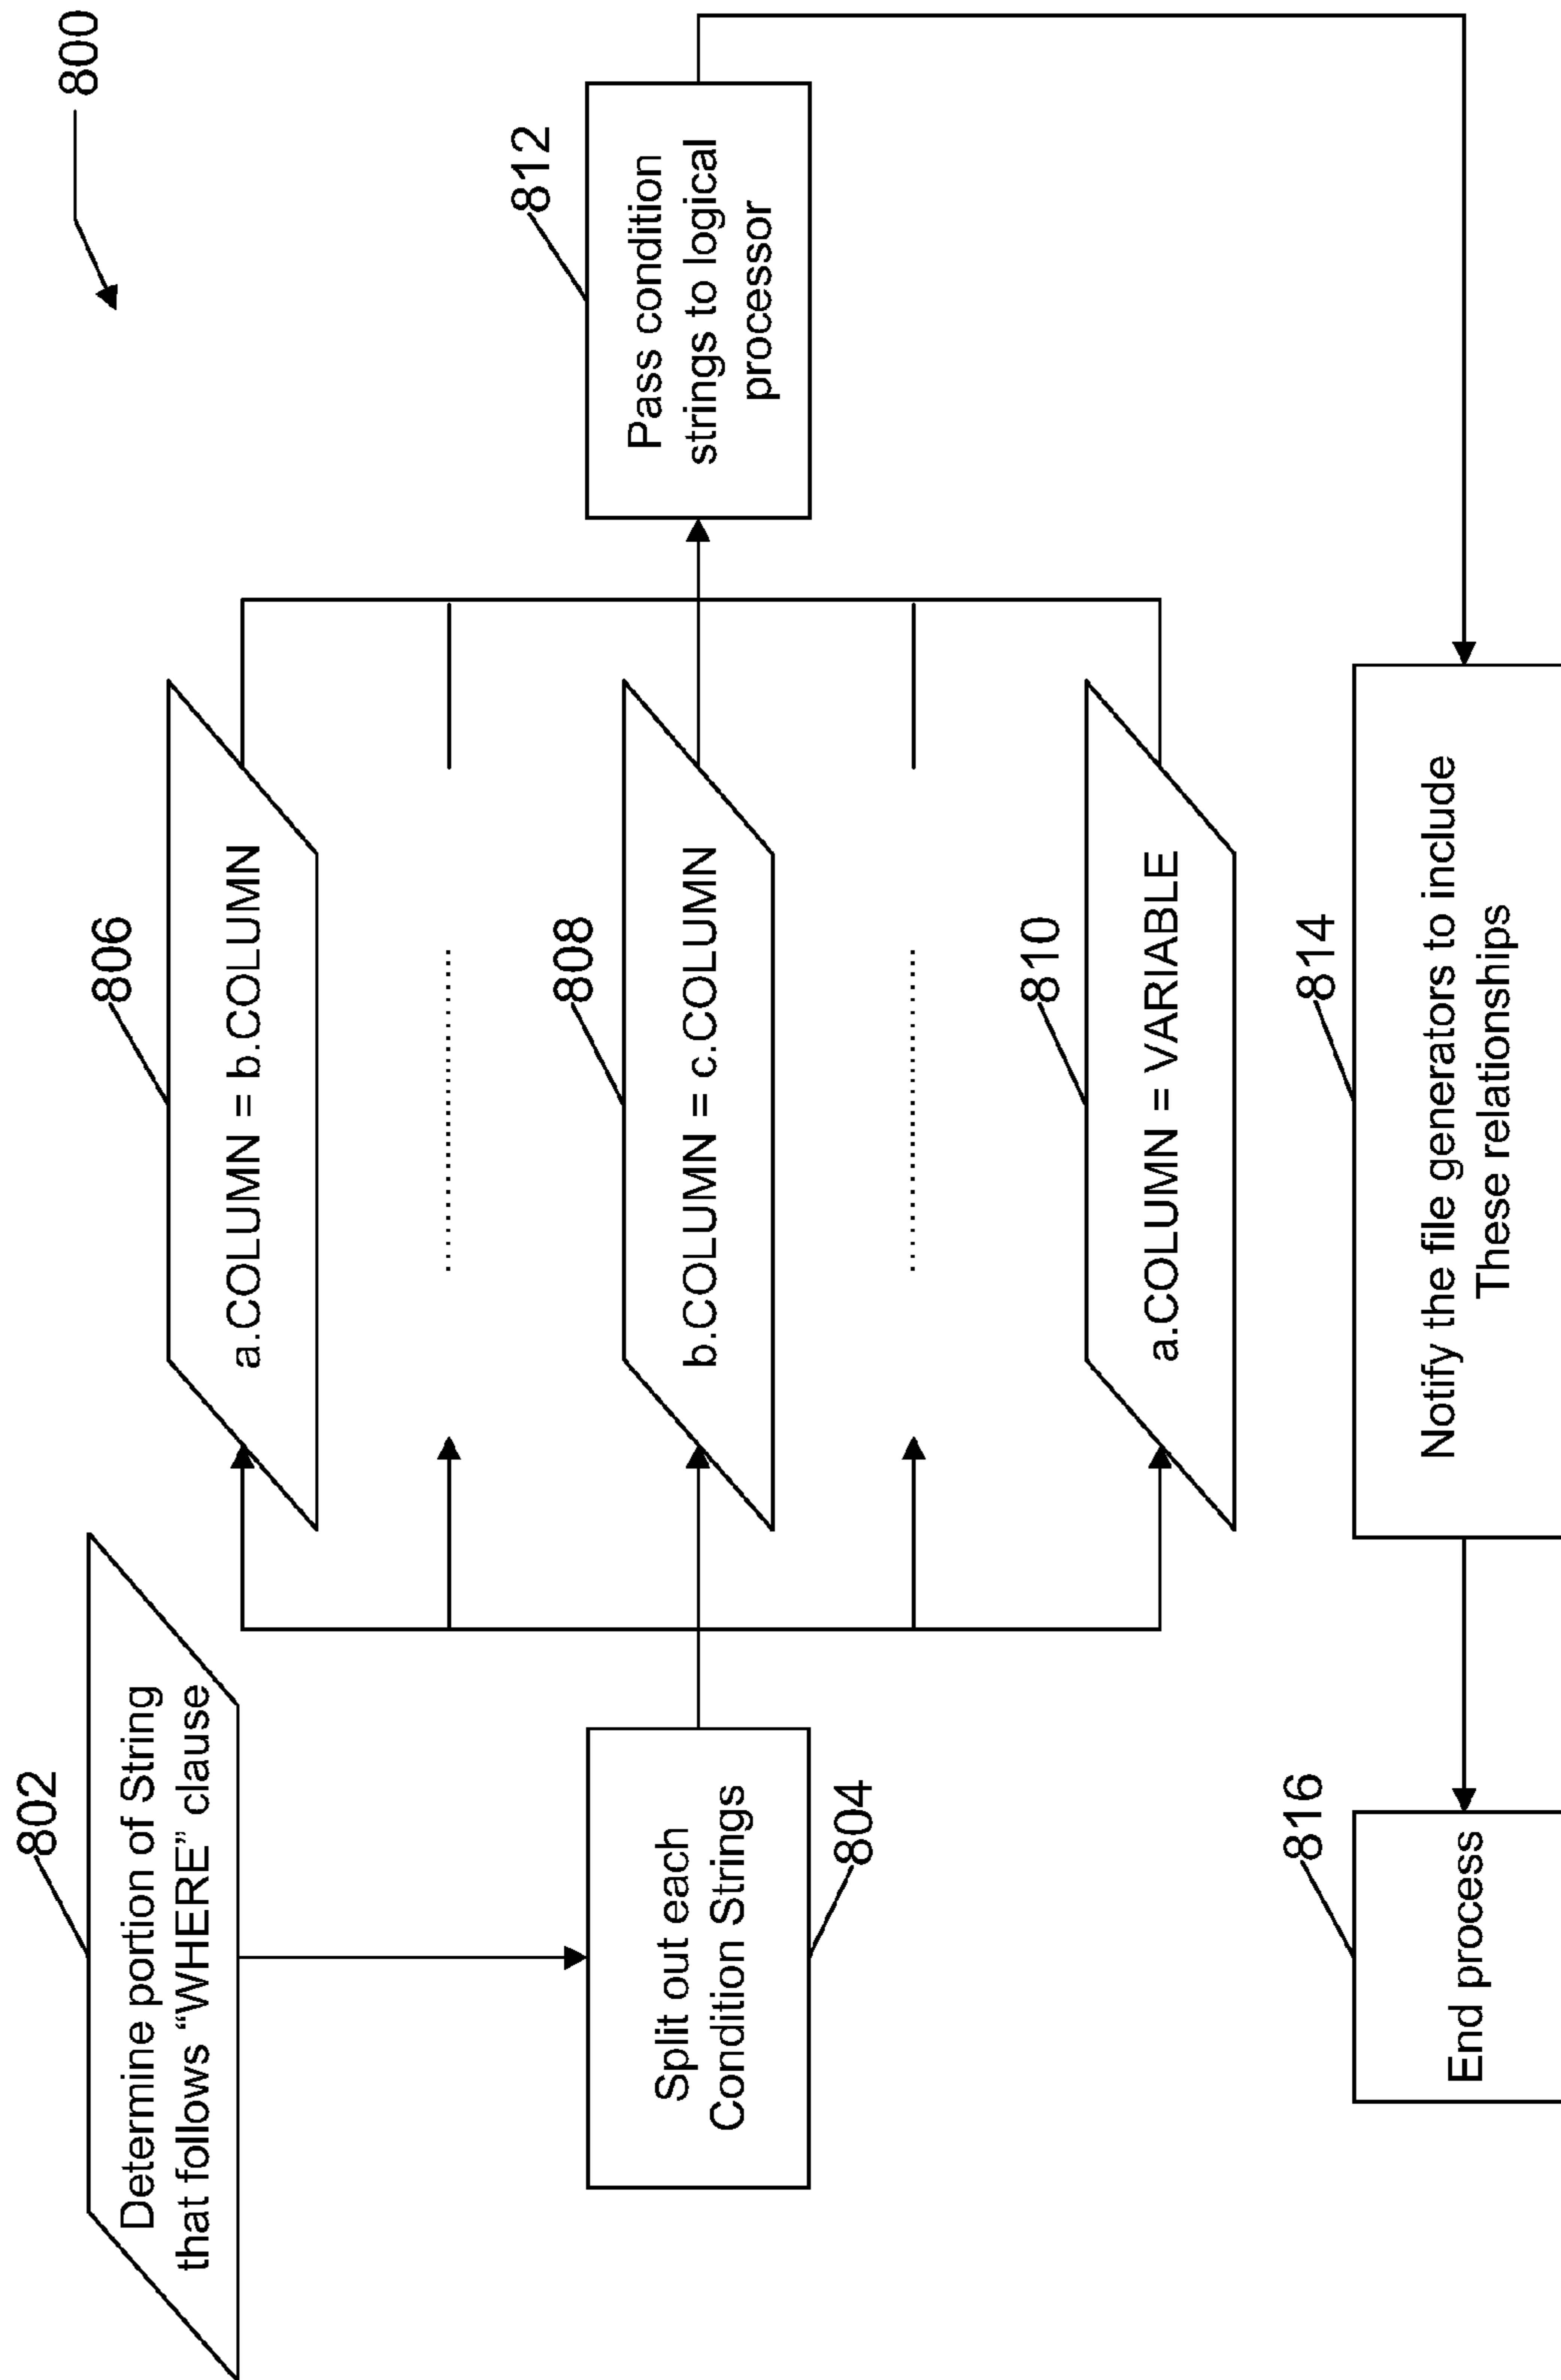 800
802
Determine portion of String
that follows “WHERE” clause
804
Split out each
Condition Strings
806
a.COLUMN = b.COLUMN
808
b.COLUMN = c.COLUMN
810
a.COLUMN = VARIABLE
812
Pass condition
strings to logical
processor
814
Notify the file generators to include
These relationships
816
End process